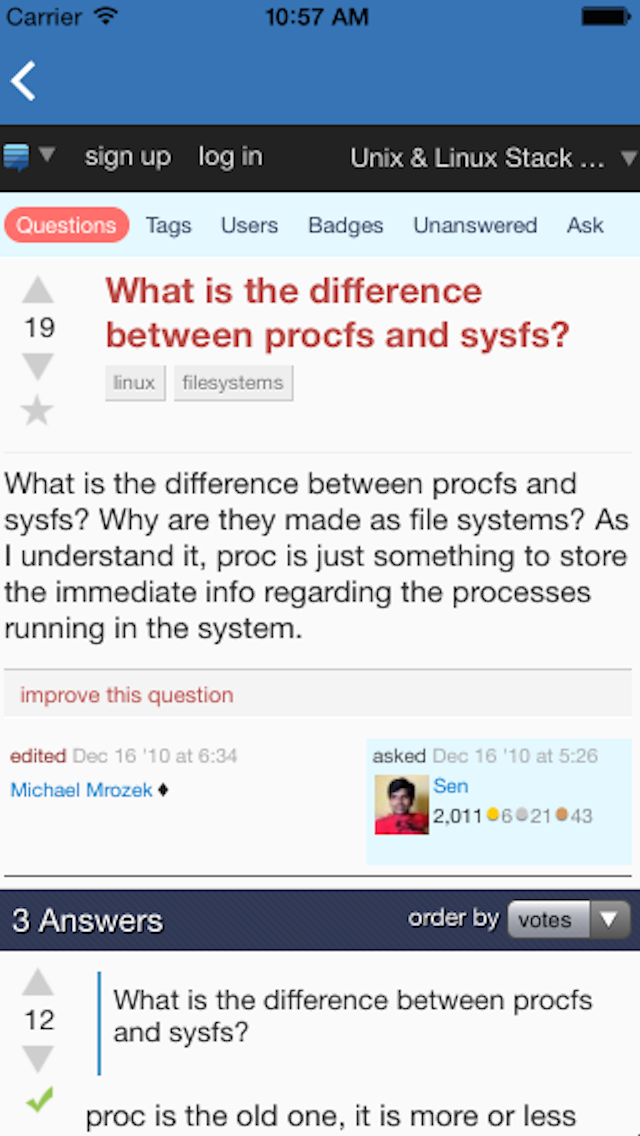 Carrier 10:57 AM
sign up log in Unix & Linux Stack ...
Questions Tags Users Badges Unanswered Ask
What is the difference
19
between procfs and sysfs?
linux filesystems
What is the difference between procfs and
sysfs? Why are they made as file systems? As
I understand it, proc is just something to store
the immediate info regarding the processes
running in the system.
improve this question
edited Dec 16 '10 at 6:34
Michael Mrozek ♦
asked Dec 16 '10 at 5:26
Sen
2,011 6 21 43
3 Answers order by votes
12
What is the difference between procfs
and sysfs?
proc is the old one, it is more or less